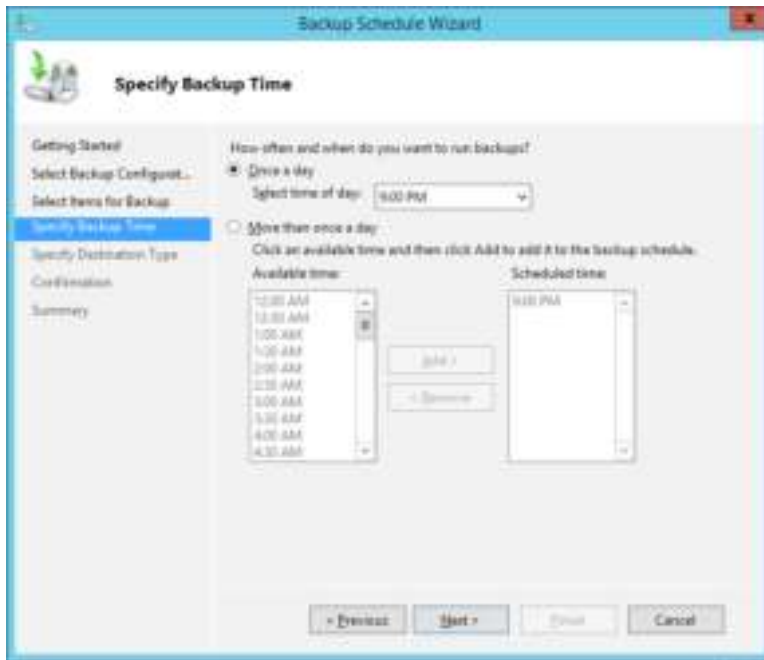 Backup Schedule Wizard
x
Specify Backup Time
Getting Started
Select Backup Configurat...
Select Items for Backup
Specify Backup Time
Specify Destination Type
Confirmation
Summary
How often and when do you want to run backups?
Once a day
Select time of day: 9:00 PM
More than once a day
Click an available time and then click Add to add it to the backup schedule.
Available time: Scheduled time:
12:00 AM 9:00 PM
12:30 AM
1:00 AM
1:30 AM
2:00 AM
2:30 AM
3:00 AM
3:30 AM
4:00 AM
4:30 AM
Add >
< Remove
< Previous Next > Finish Cancel